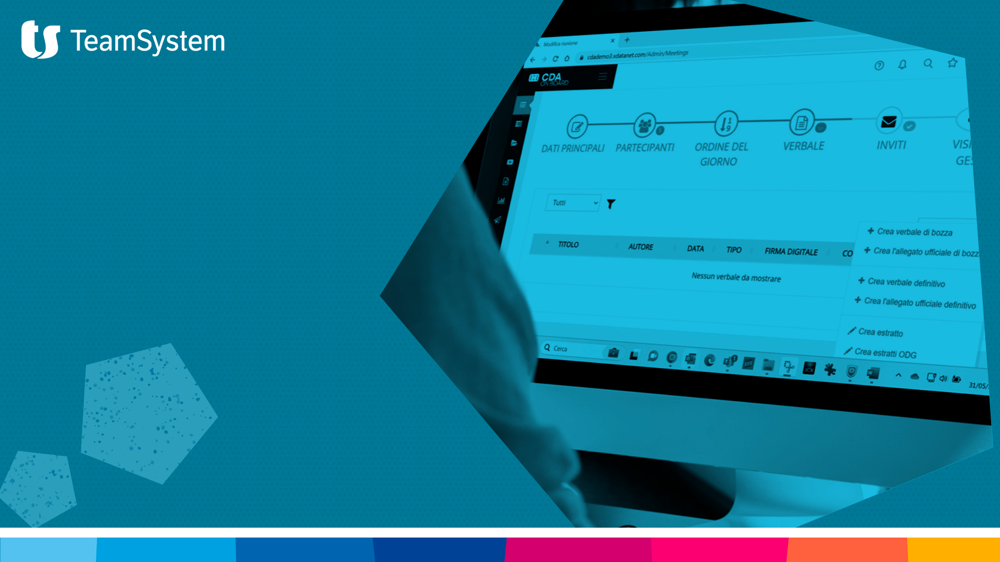 TeamSystem
Modifica riunione
cdademo3.xdatanet.com/Admin/Meetings
CDA
ON BOARD
DATI PRINCIPALI
PARTECIPANTI
ORDINE DEL
GIORNO
VERBALE
INVITI
VISI
GES
Tutti
TITOLO AUTORE DATA TIPO FIRMA DIGITALE CO
Nessun verbale da mostrare
+ Crea verbale di bozza
+ Crea l'allegato ufficiale di bozz
+ Crea verbale definitivo
+ Crea l'allegato ufficiale definitivo
Crea estratto
Crea estratti ODG
Cerca
31/05/